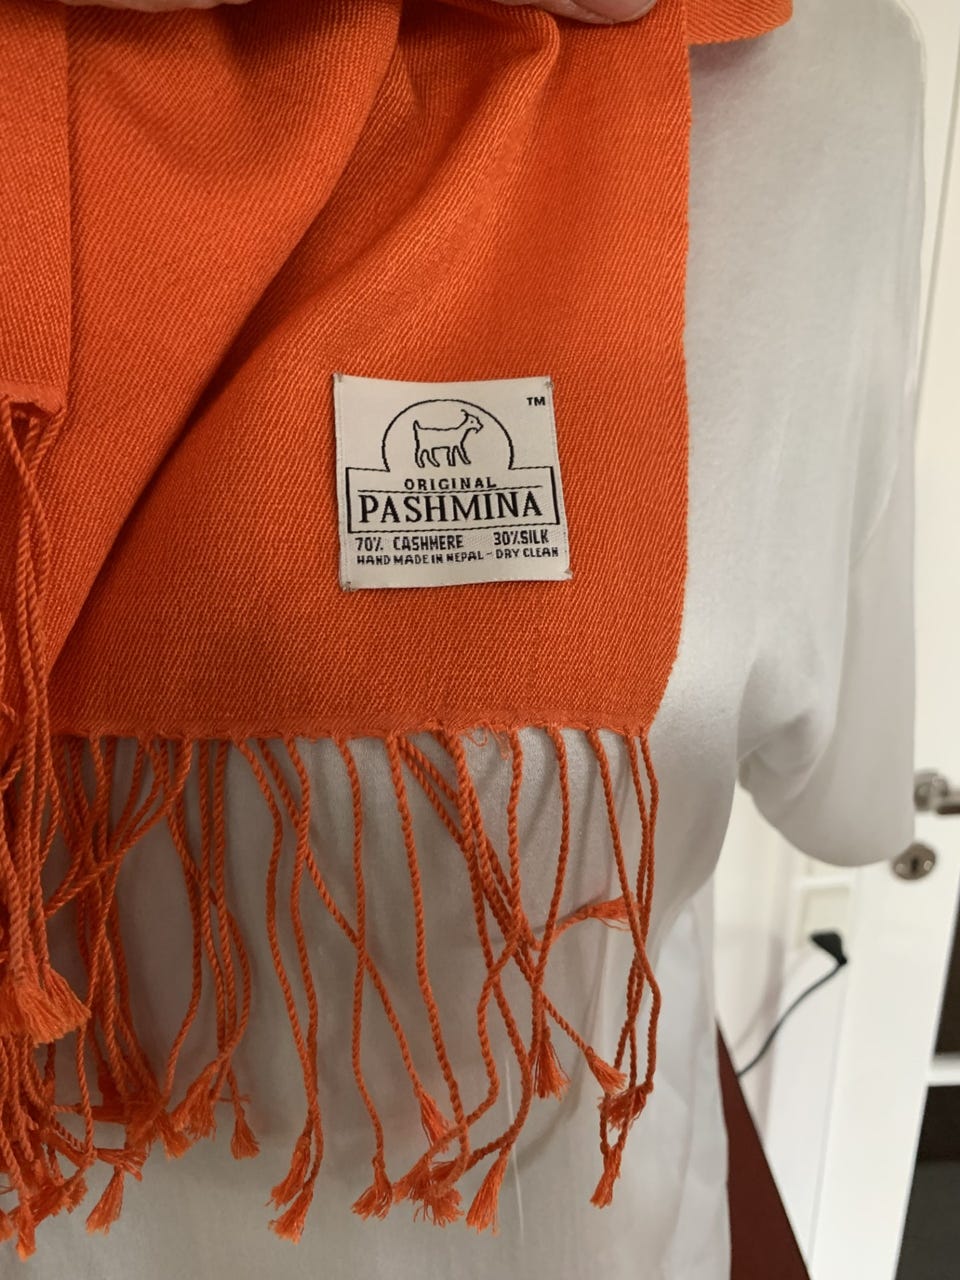 TM
ORIGINAL
PASHMINA
70% CASHMERE 30%SILK
HAND MADE IN NEPAL - DRY CLEAN